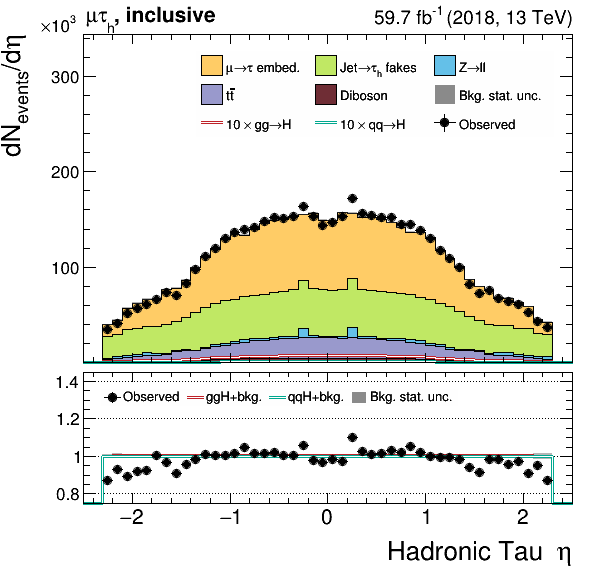 ×10³ μτₕ, inclusive 59.7 fb⁻¹ (2018, 13 TeV)
dN_events/dη
300
200
100
μ→τ embed. Jet→τₕ fakes Z→ll
tt̄ Diboson Bkg. stat. unc.
10 × gg→H 10 × qq→H Observed
1.4
1.2
1
0.8
Observed ggH+bkg. qqH+bkg. Bkg. stat. unc.
−2 −1 0 1 2
Hadronic Tau η